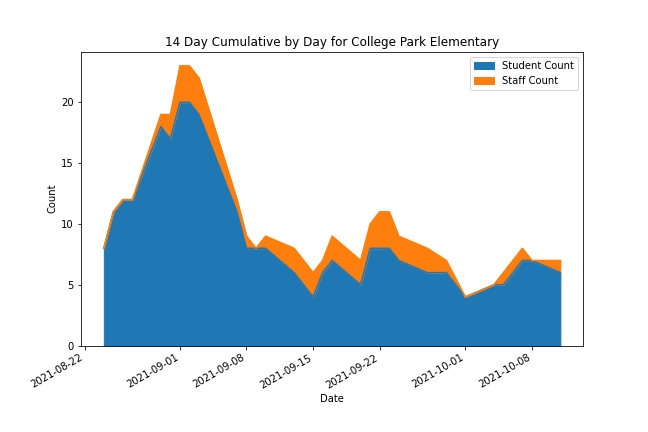 14 Day Cumulative by Day for College Park Elementary
Student Count
Staff Count
Count
20
15
10
5
0
2021-08-22
2021-09-01
2021-09-08
2021-09-15
2021-09-22
2021-10-01
2021-10-08
Date